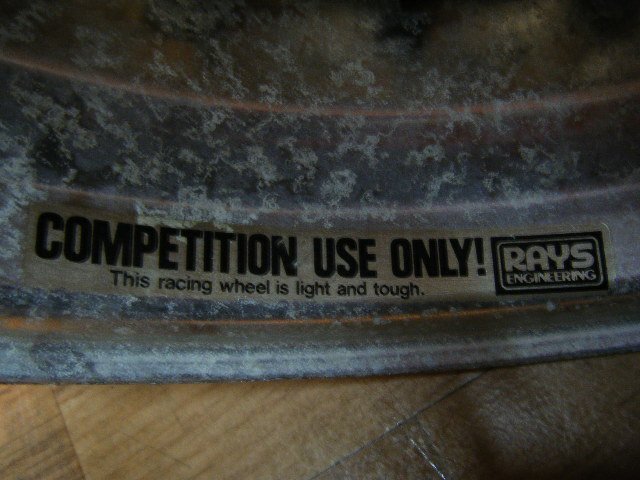 COMPETITION USE ONLY!
This racing wheel is light and tough.
RAYS
ENGINEERING